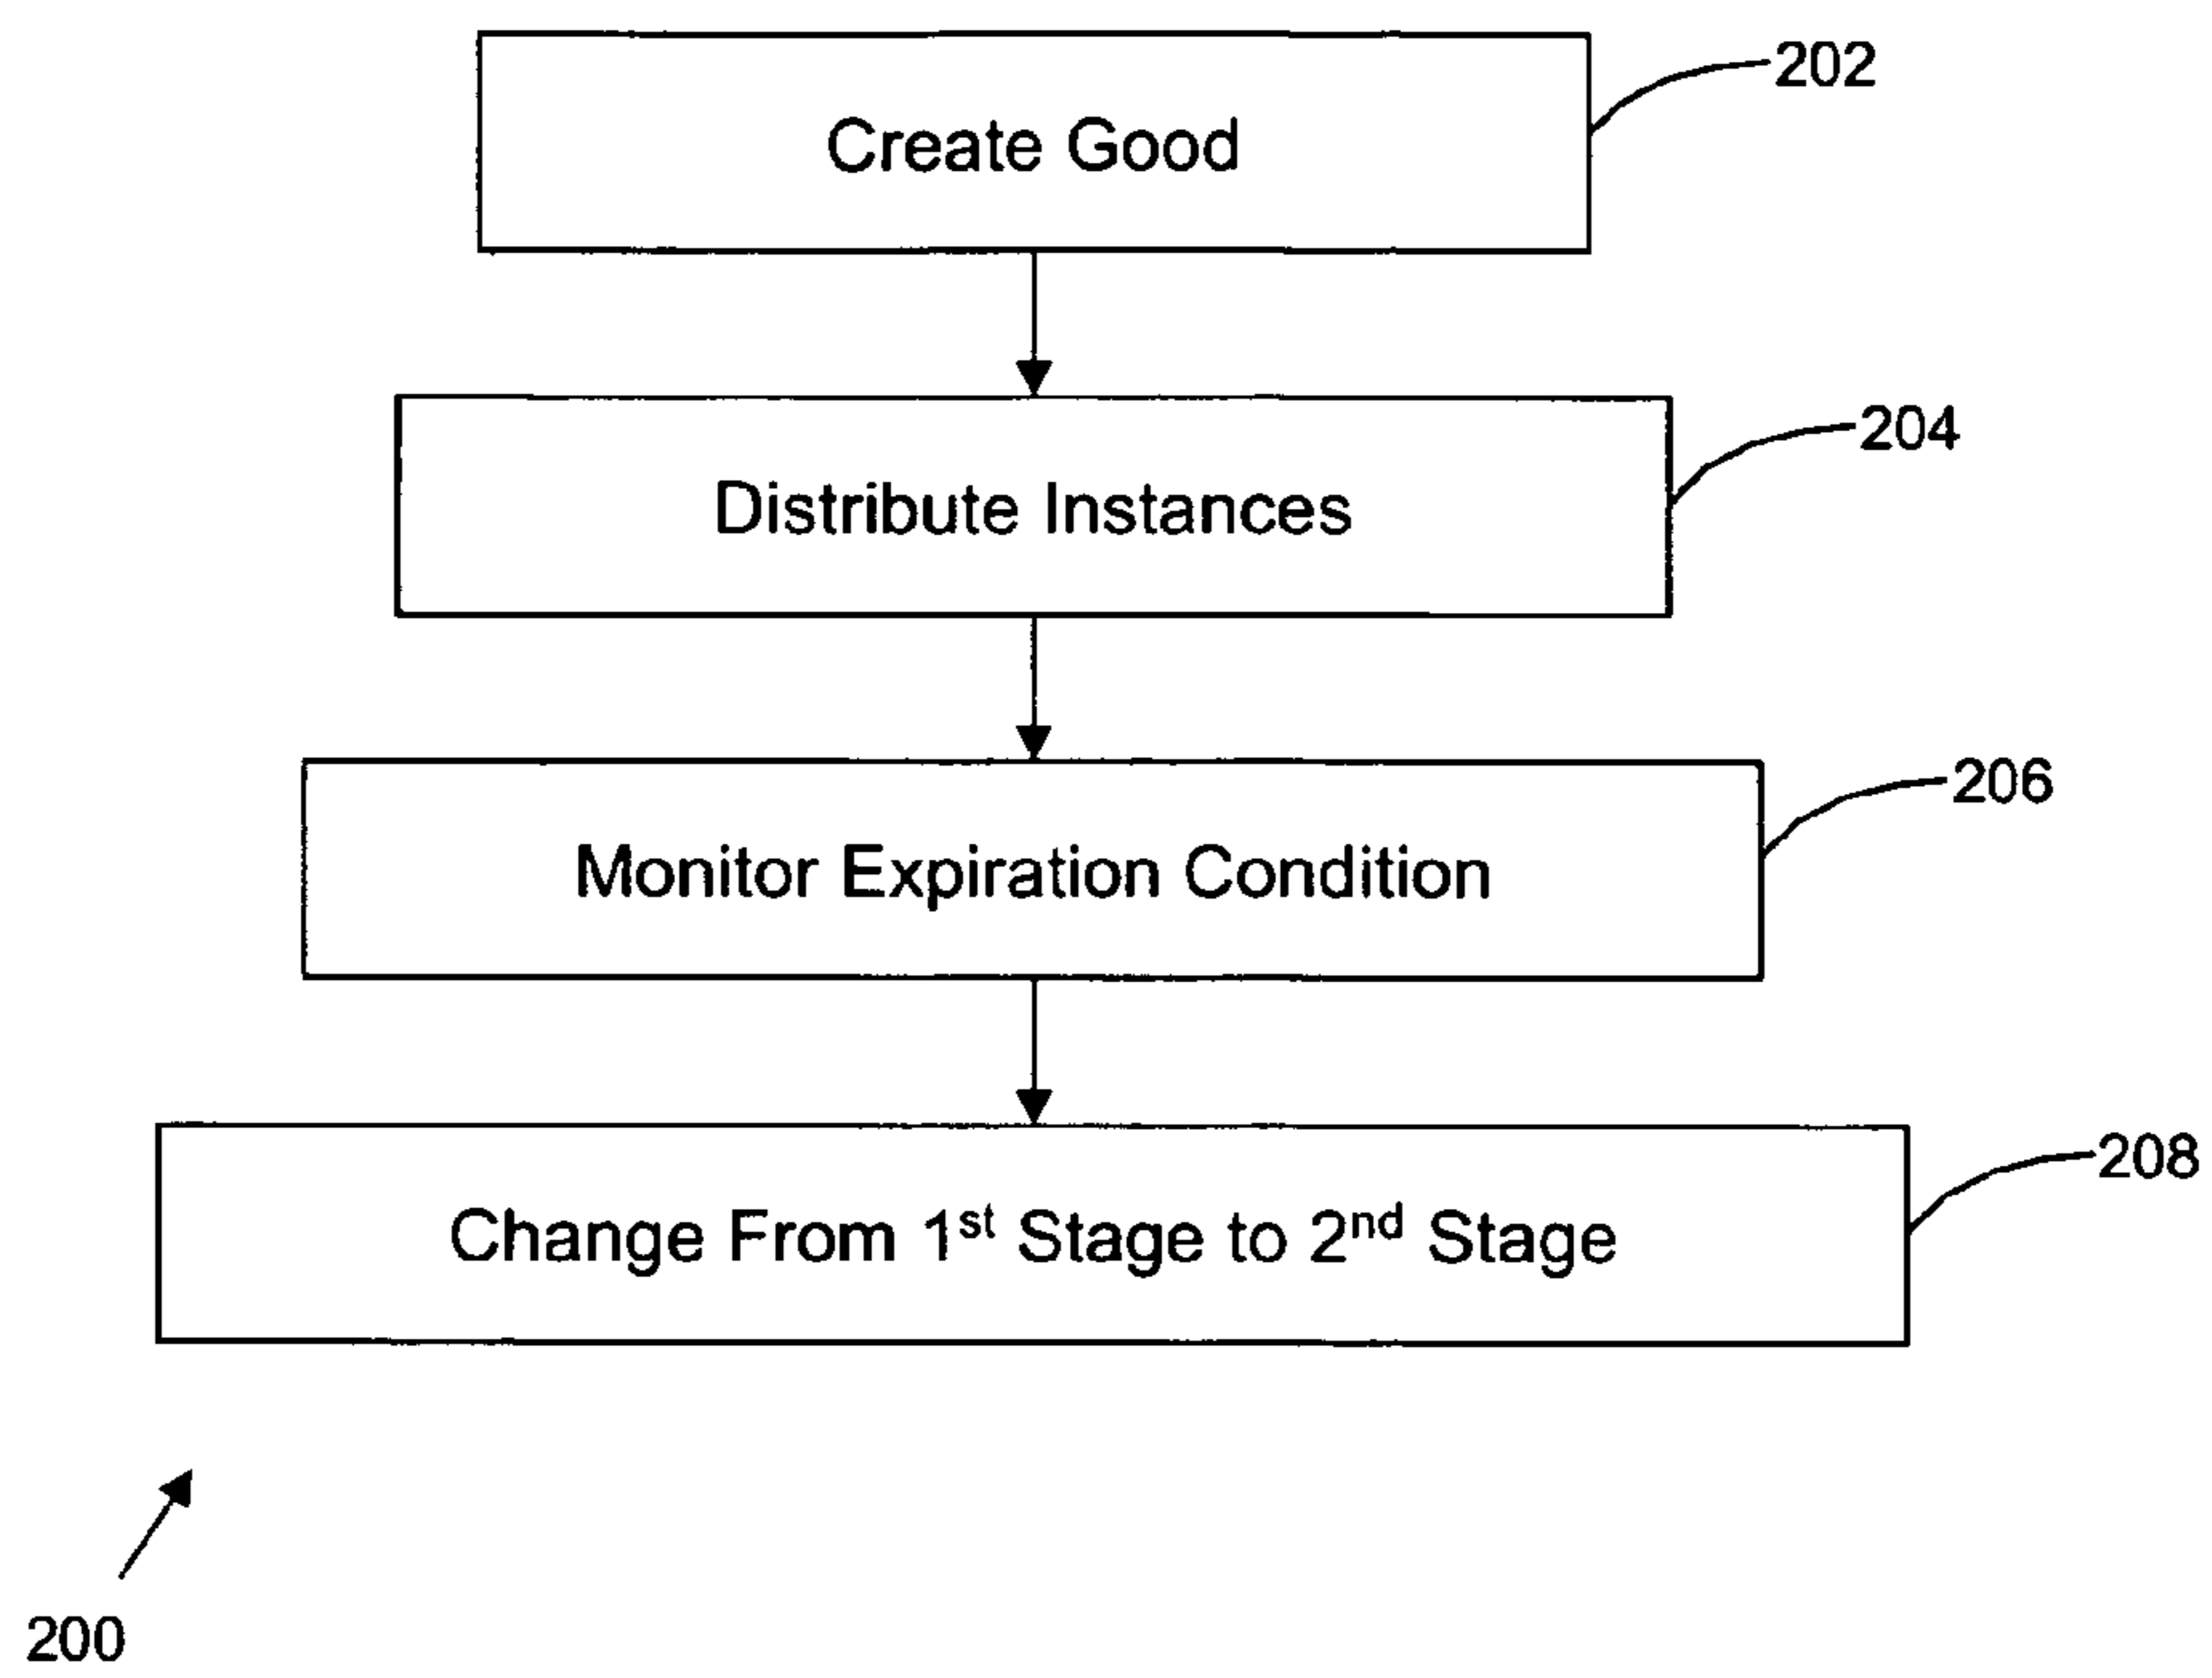 Create Good
202
Distribute Instances
204
Monitor Expiration Condition
206
Change From 1st Stage to 2nd Stage
208
200